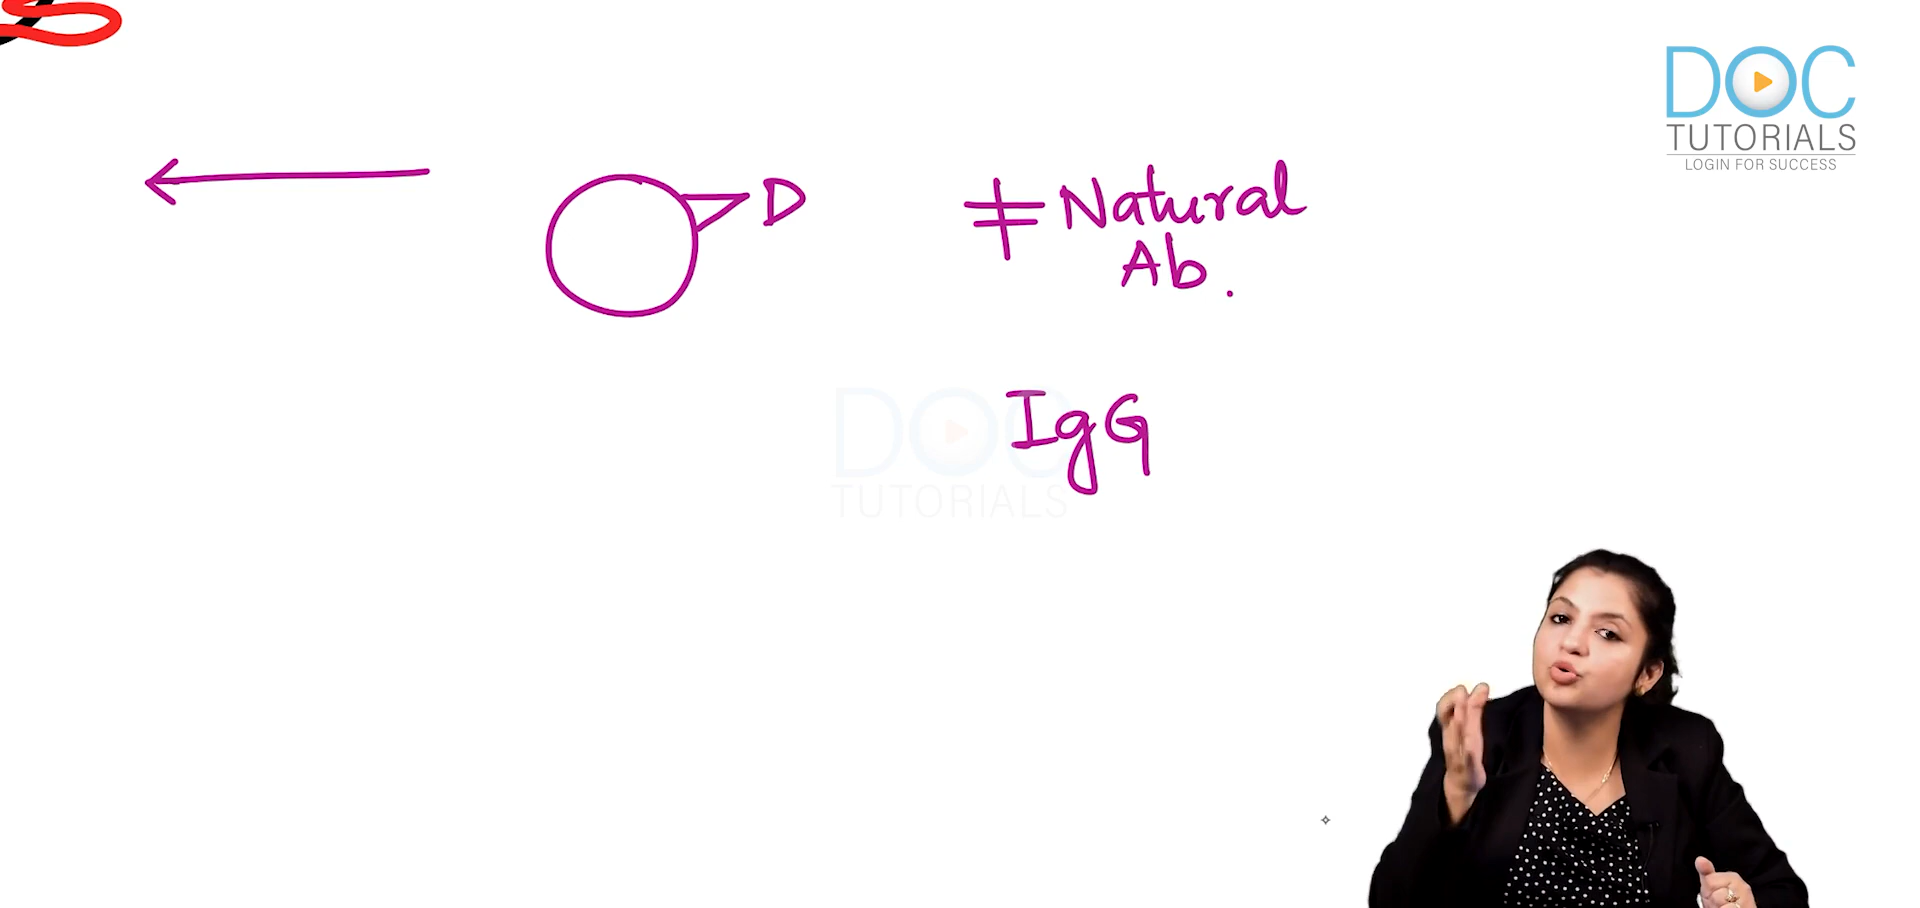 DOC
TUTORIALS
LOGIN FOR SUCCESS
D
≠ Natural
Ab.
IgG
DOC
TUTORIALS